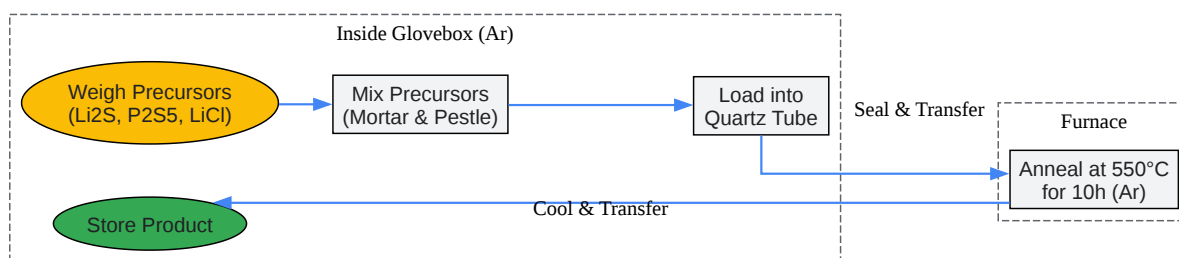 Inside Glovebox (Ar)
Weigh Precursors
(Li2S, P2S5, LiCl)
Mix Precursors
(Mortar & Pestle)
Load into
Quartz Tube
Seal & Transfer
Furnace
Anneal at 550°C
for 10h (Ar)
Cool & Transfer
Store Product